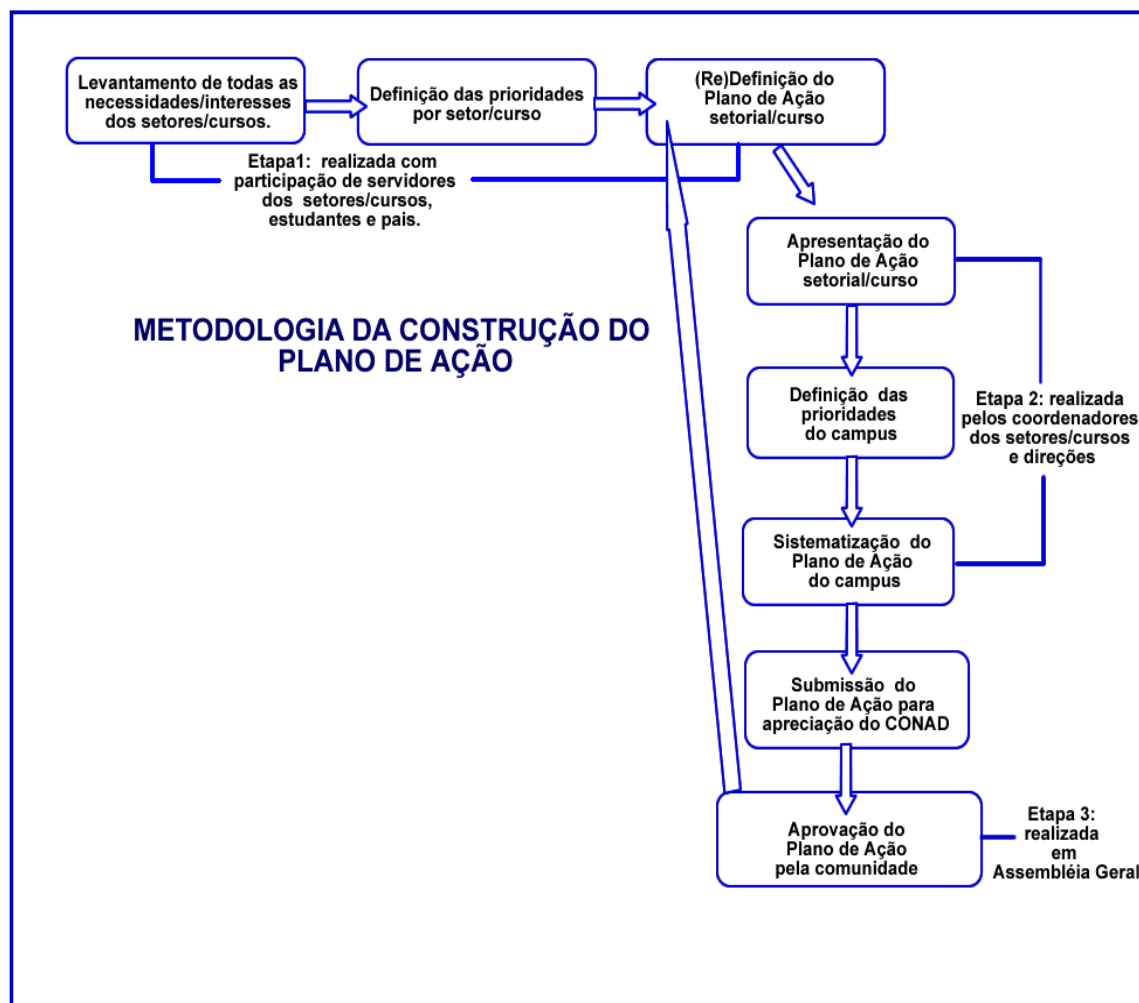 Levantamento de todas as
necessidades/interesses
dos setores/cursos.
Definição das prioridades
por setor/curso
(Re)Definição do
Plano de Ação
setorial/curso
Etapa1: realizada com
participação de servidores
dos setores/cursos,
estudantes e pais.
Apresentação do
Plano de Ação
setorial/curso
METODOLOGIA DA CONSTRUÇÃO DO
PLANO DE AÇÃO
Definição das
prioridades
do campus
Etapa 2: realizada
pelos coordenadores
dos setores/cursos
e direções
Sistematização do
Plano de Ação
do campus
Submissão do
Plano de Ação para
apreciação do CONAD
Aprovação do
Plano de Ação
pela comunidade
Etapa 3:
realizada
em
Assembléia Geral